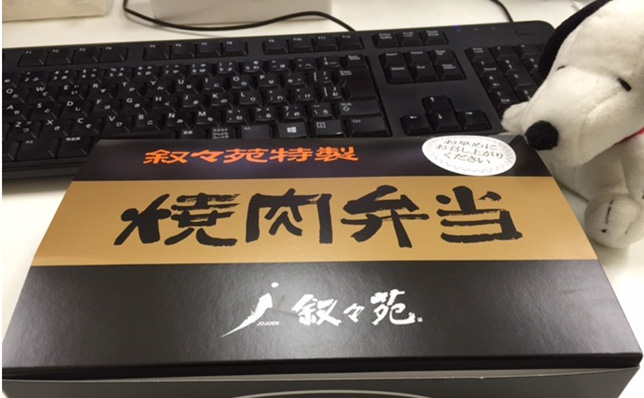 叙々苑特製
お早めに
お召し上がり
ください
焼肉弁当
JOJOEN
叙々苑